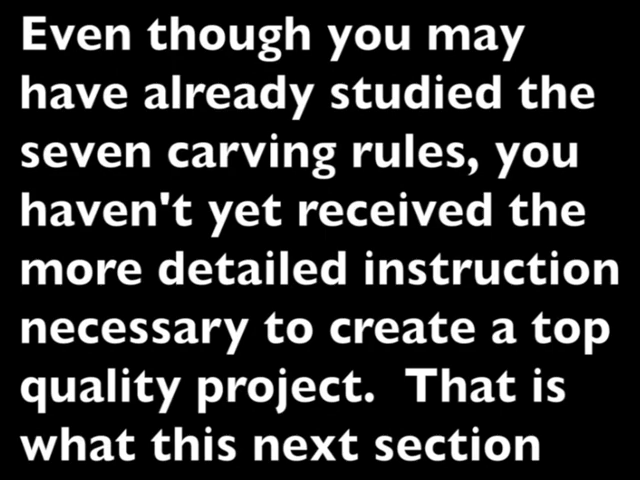 Even though you may
have already studied the
seven carving rules, you
haven't yet received the
more detailed instruction
necessary to create a top
quality project.  That is
what this next section